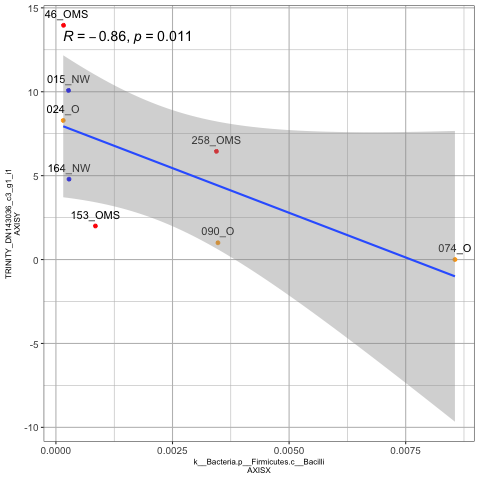 15
46_OMS
R = −0.86, p = 0.011
015_NW
10
024_O
258_OMS
164_NW
5
153_OMS
090_O
074_O
0
-5
-10
TRINITY_DN143036_c3_g1_i1
AXISY
0.0000 0.0025 0.0050 0.0075
k__Bacteria.p__Firmicutes.c__Bacilli
AXISX